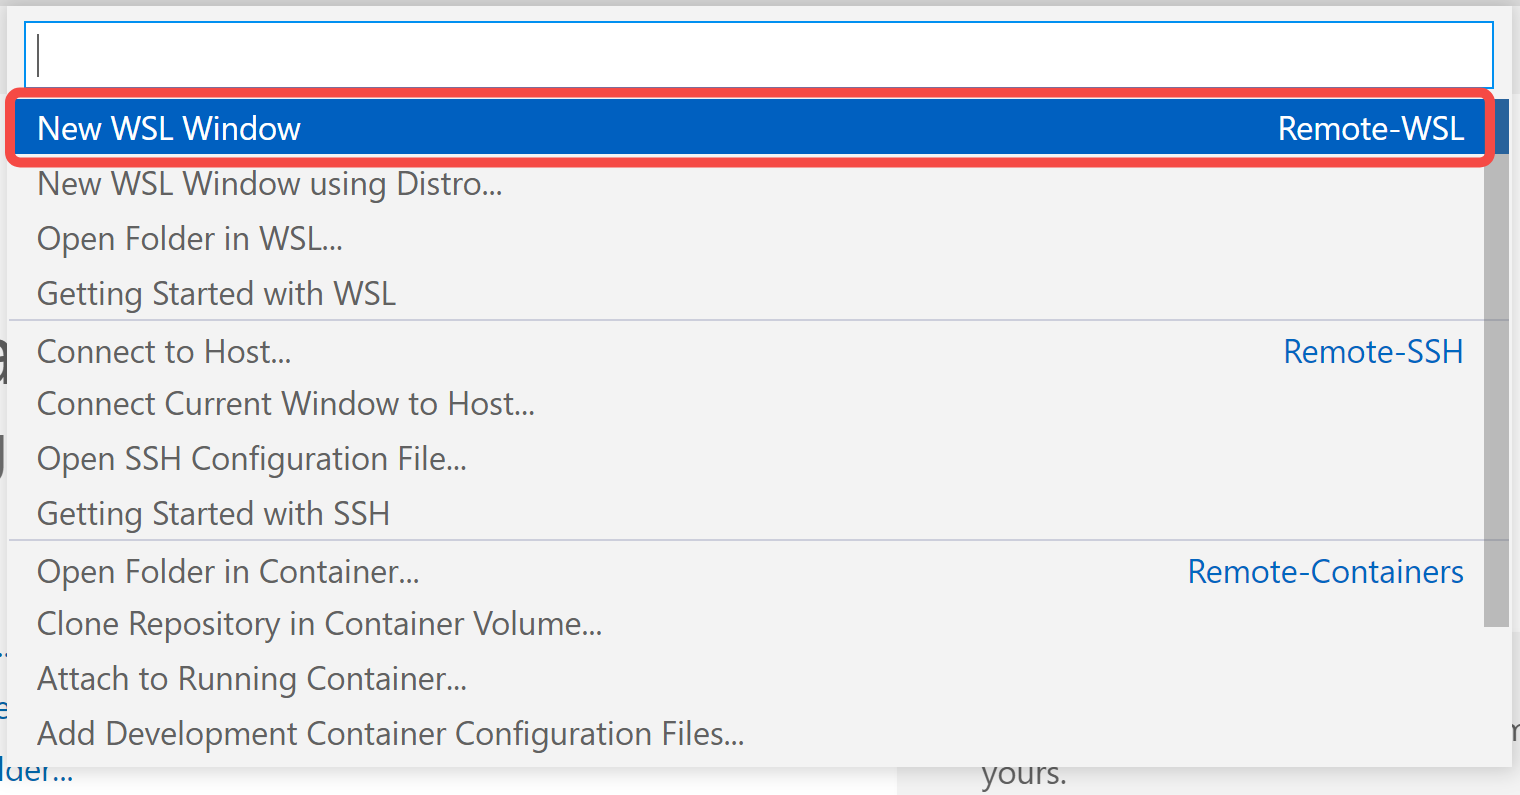 New WSL Window Remote-WSL
New WSL Window using Distro...
Open Folder in WSL...
Getting Started with WSL
Connect to Host... Remote-SSH
Connect Current Window to Host...
Open SSH Configuration File...
Getting Started with SSH
Open Folder in Container... Remote-Containers
Clone Repository in Container Volume...
Attach to Running Container...
Add Development Container Configuration Files...
lder...
yours.